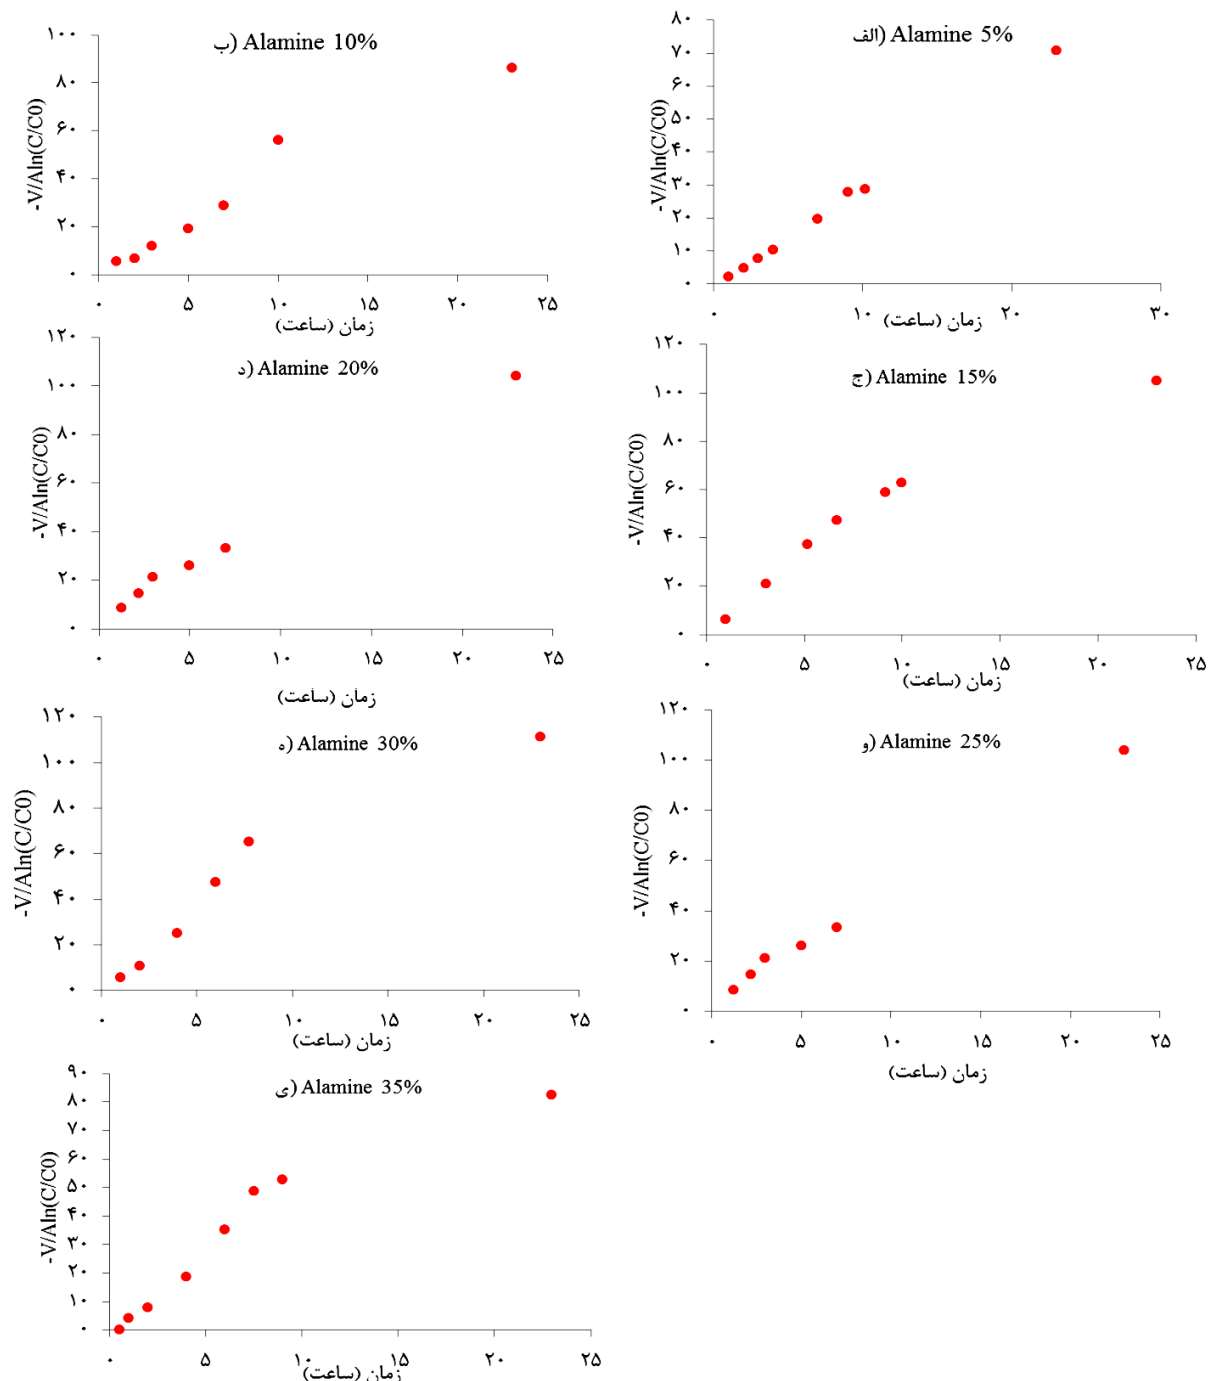 الف) Alamine 5%
-V/Aln(C/C0)
۸۰
۷۰
۶۰
۵۰
۴۰
۳۰
۲۰
۱۰
۰
۰ ۱۰ ۲۰ ۳۰
زمان (ساعت)
ب) Alamine 10%
-V/Aln(C/C0)
۱۰۰
۸۰
۶۰
۴۰
۲۰
۰
۰ ۵ ۱۰ ۱۵ ۲۰ ۲۵
زمان (ساعت)
ج) Alamine 15%
-V/Aln(C/C0)
۱۲۰
۱۰۰
۸۰
۶۰
۴۰
۲۰
۰
۰ ۵ ۱۰ ۱۵ ۲۰ ۲۵
زمان (ساعت)
د) Alamine 20%
-V/Aln(C/C0)
۱۲۰
۱۰۰
۸۰
۶۰
۴۰
۲۰
۰
۰ ۵ ۱۰ ۱۵ ۲۰ ۲۵
زمان (ساعت)
و) Alamine 25%
-V/Aln(C/C0)
۱۲۰
۱۰۰
۸۰
۶۰
۴۰
۲۰
۰
۰ ۵ ۱۰ ۱۵ ۲۰ ۲۵
زمان (ساعت)
ه) Alamine 30%
-V/Aln(C/C0)
۱۲۰
۱۰۰
۸۰
۶۰
۴۰
۲۰
۰
۰ ۵ ۱۰ ۱۵ ۲۰ ۲۵
زمان (ساعت)
ی) Alamine 35%
-V/Aln(C/C0)
۹۰
۸۰
۷۰
۶۰
۵۰
۴۰
۳۰
۲۰
۱۰
۰
۰ ۵ ۱۰ ۱۵ ۲۰ ۲۵
زمان (ساعت)